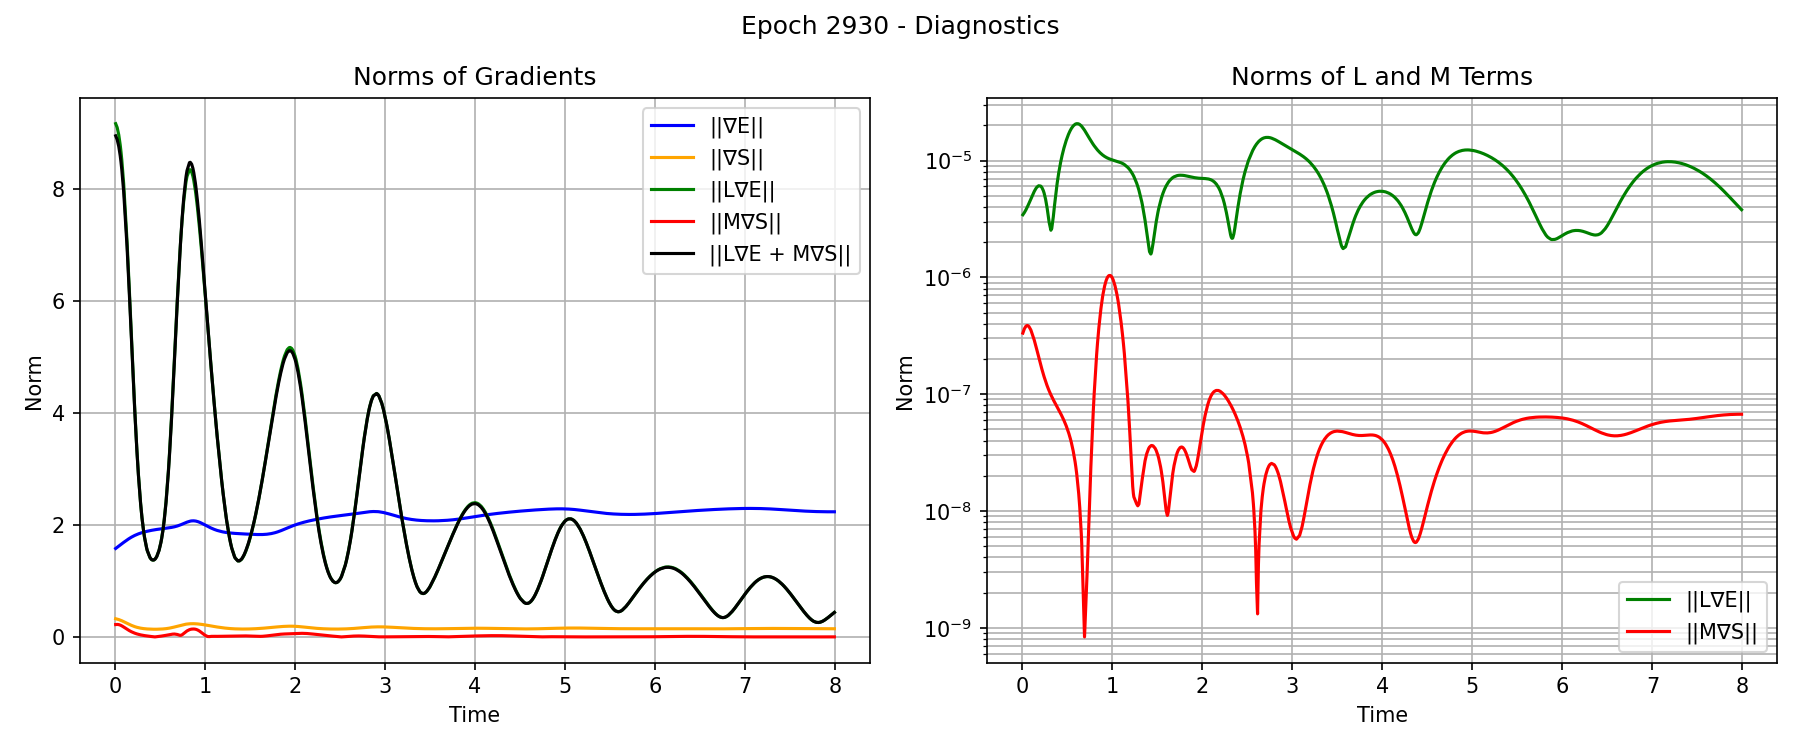 Epoch 2930 - Diagnostics
Norms of Gradients
Norm
8
6
4
2
0
0 1 2 3 4 5 6 7 8
Time
||∇E||
||∇S||
||L∇E||
||M∇S||
||L∇E + M∇S||
Norms of L and M Terms
Norm
10⁻⁵
10⁻⁶
10⁻⁷
10⁻⁸
10⁻⁹
0 1 2 3 4 5 6 7 8
Time
||L∇E||
||M∇S||